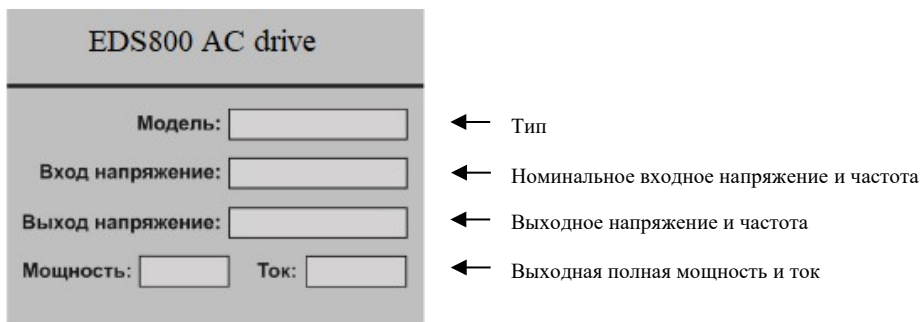 EDS800 AC drive
Модель:
Тип
Вход напряжение:
Номинальное входное напряжение и частота
Выход напряжение:
Выходное напряжение и частота
Мощность: Ток:
Выходная полная мощность и ток